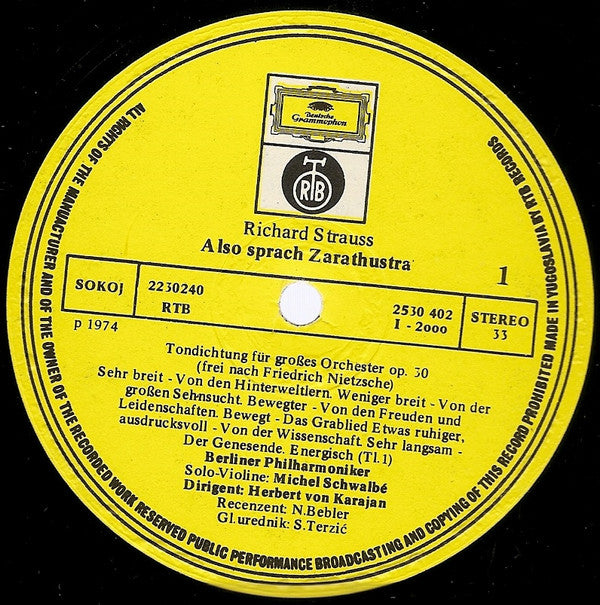 Deutsche
Grammophon
RTB
Richard Strauss
Also sprach Zarathustra
1
SOKOJ
2230240
RTB
2530 402
I - 2000
STEREO
33
p 1974
Tondichtung für großes Orchester op. 30
(frei nach Friedrich Nietzsche)
Sehr breit - Von den Hinterweltlern. Weniger breit - Von der
großen Sehnsucht. Bewegter - Von den Freuden und
Leidenschaften. Bewegt - Das Grablied Etwas ruhiger,
ausdrucksvoll - Von der Wissenschaft. Sehr langsam -
Der Genesende. Energisch (Tl.1)
Berliner Philharmoniker
Solo-Violine: Michel Schwalbé
Dirigent: Herbert von Karajan
Recenzent: N.Bebler
Gl.urednik: S.Terzić
ALL RIGHTS OF THE MANUACTURER AND OF THE OWNER OF THE RECORDED WORK RESERVED PUBLIC PERFORMANCE BROADCASTING AND COPYING OF THIS RECORD PROHIBITED MADE IN YUGOSLAVIA BY RTB RECORDS